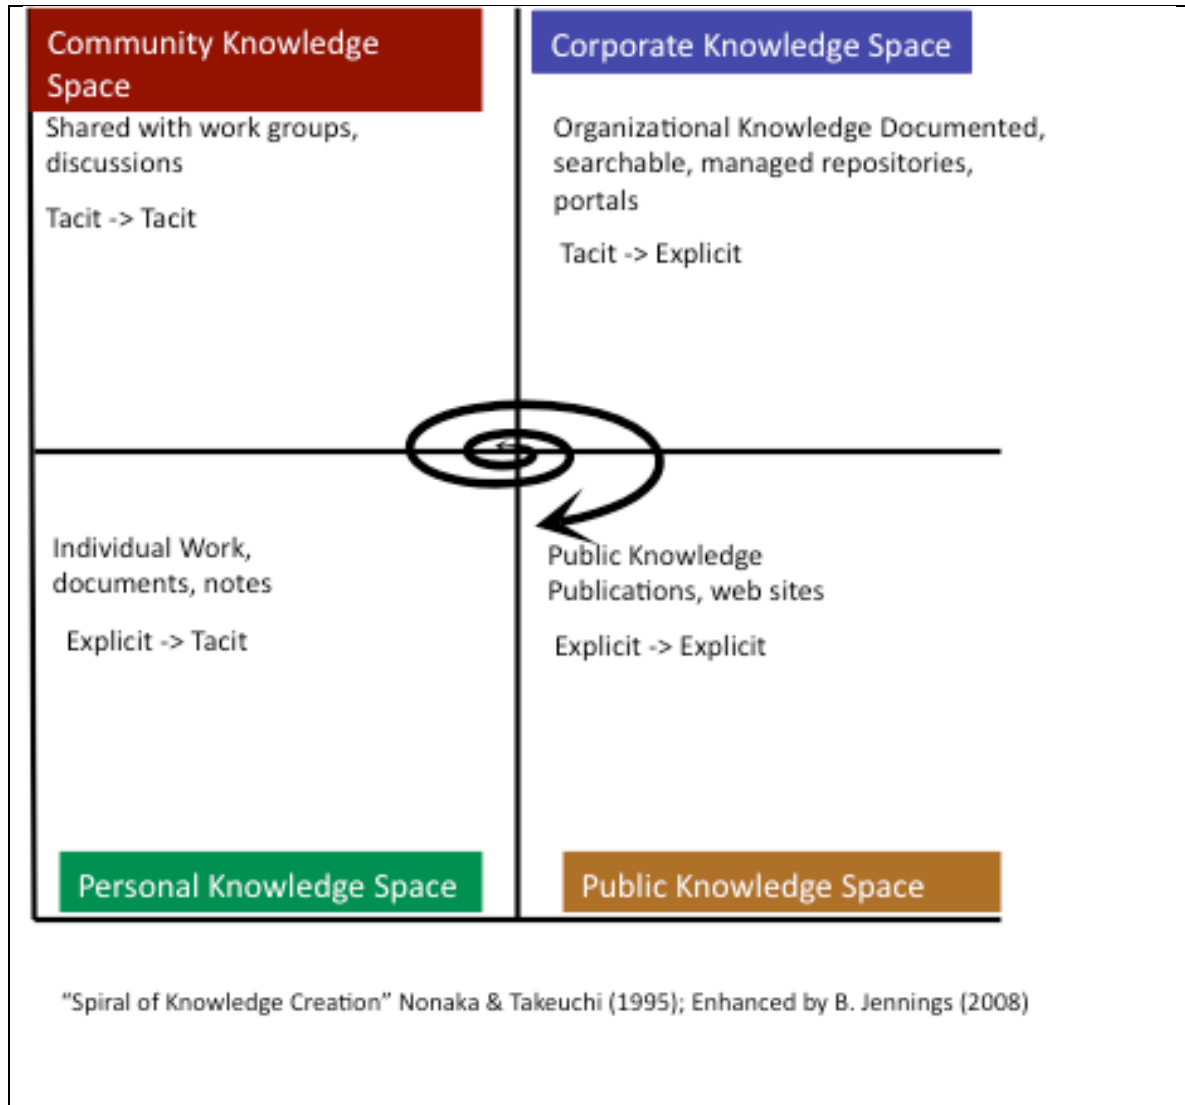 Community Knowledge
Space
Shared with work groups,
discussions
Tacit -> Tacit
Corporate Knowledge Space
Organizational Knowledge Documented,
searchable, managed repositories,
portals
Tacit -> Explicit
Individual Work,
documents, notes
Explicit -> Tacit
Personal Knowledge Space
Public Knowledge
Publications, web sites
Explicit -> Explicit
Public Knowledge Space
“Spiral of Knowledge Creation” Nonaka & Takeuchi (1995); Enhanced by B. Jennings (2008)